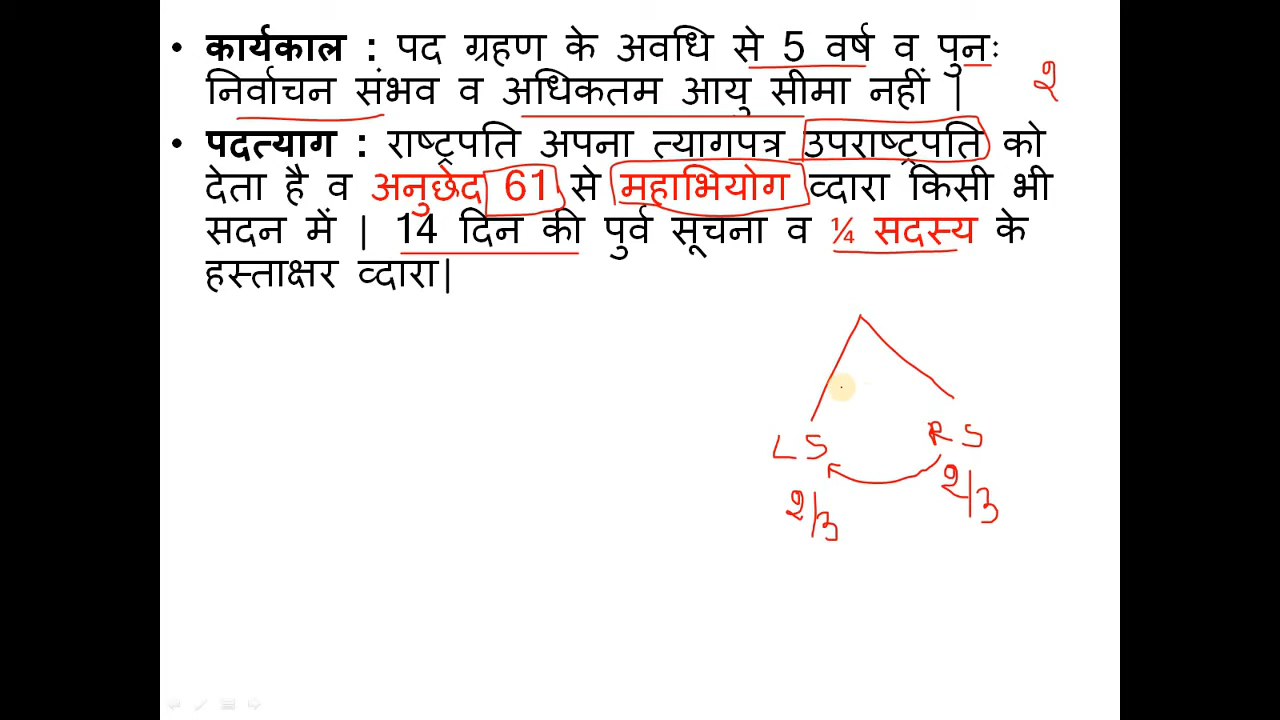 • कार्यकाल : पद ग्रहण के अवधि से 5 वर्ष व पुनः
निर्वाचन संभव व अधिकतम आयु सीमा नहीं |
2
• पदत्याग : राष्ट्रपति अपना त्यागपत्र उपराष्ट्रपति को
देता है व अनुछेद 61 से महाभियोग व्दारा किसी भी
सदन में | 14 दिन की पुर्व सूचना व ¼ सदस्य के
हस्ताक्षर व्दारा|
LS RS
2/3 2/3